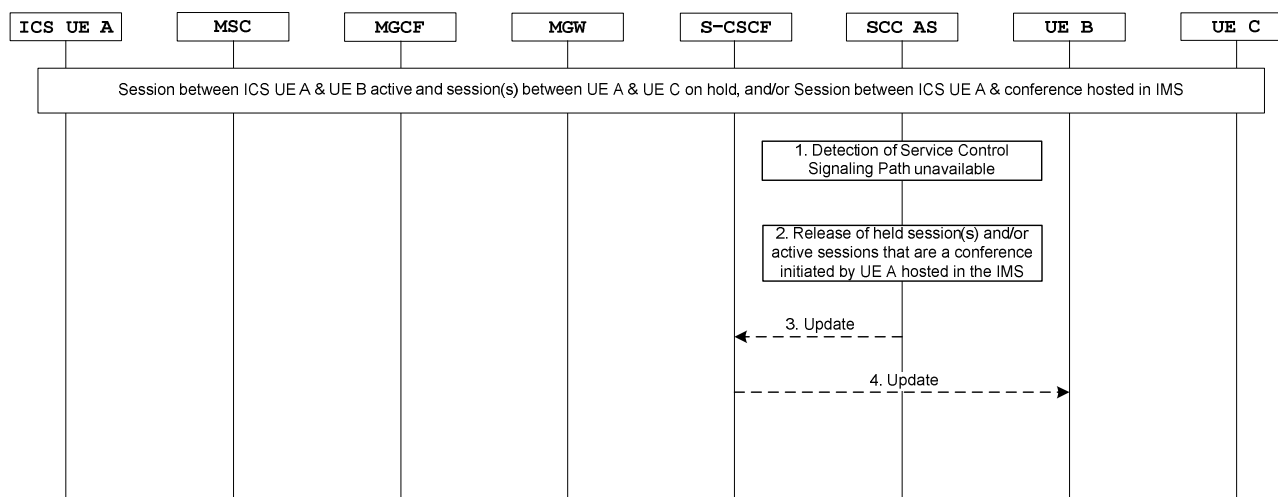 ICS UE A
MSC
MGCF
MGW
S-CSCF
SCC AS
UE B
UE C
Session between ICS UE A & UE B active and session(s) between UE A & UE C on hold, and/or Session between ICS UE A & conference hosted in IMS
1. Detection of Service Control
Signaling Path unavailable
2. Release of held session(s) and/or
active sessions that are a conference
initiated by UE A hosted in the IMS
3. Update
4. Update